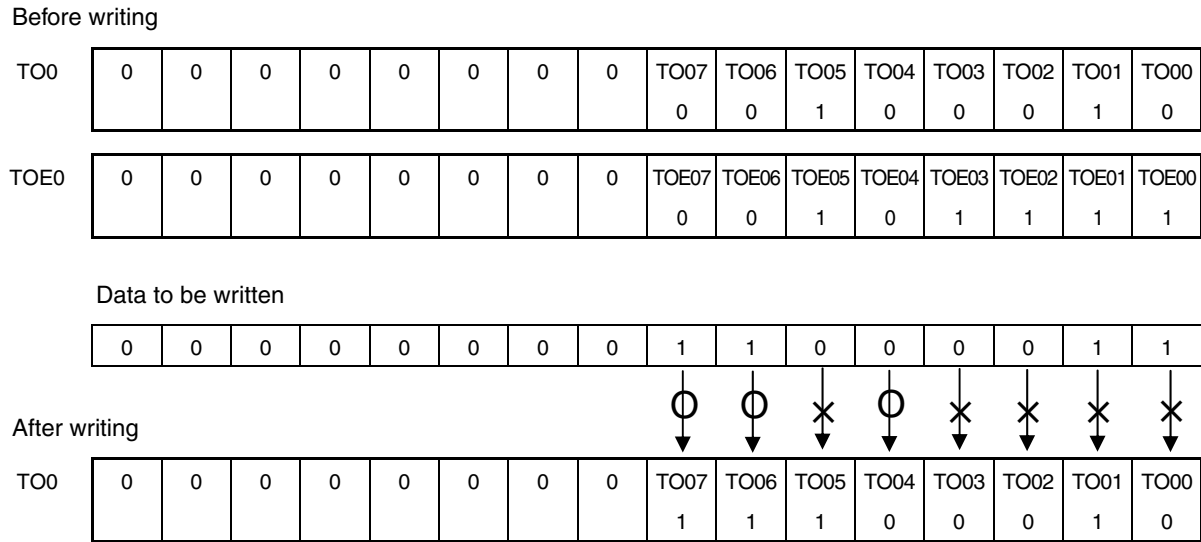 Before writing
TO0 0 0 0 0 0 0 0 0 TO07 TO06 TO05 TO04 TO03 TO02 TO01 TO00
0 0 1 0 0 0 1 0
TOE0 0 0 0 0 0 0 0 0 TOE07 TOE06 TOE05 TOE04 TOE03 TOE02 TOE01 TOE00
0 0 1 0 1 1 1 1
Data to be written
0 0 0 0 0 0 0 0 1 1 0 0 0 0 1 1
O O × O × × × ×
After writing
TO0 0 0 0 0 0 0 0 0 TO07 TO06 TO05 TO04 TO03 TO02 TO01 TO00
1 1 1 0 0 0 1 0